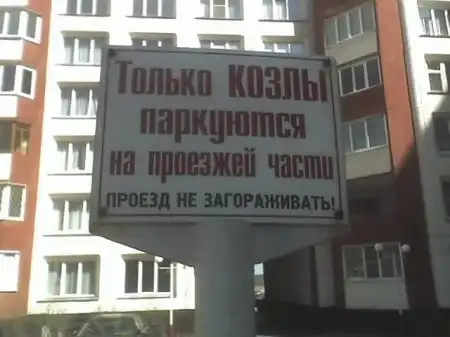 Только КОЗЛЫ
паркуются
на проезжей части
ПРОЕЗД НЕ ЗАГОРАЖИВАТЬ!